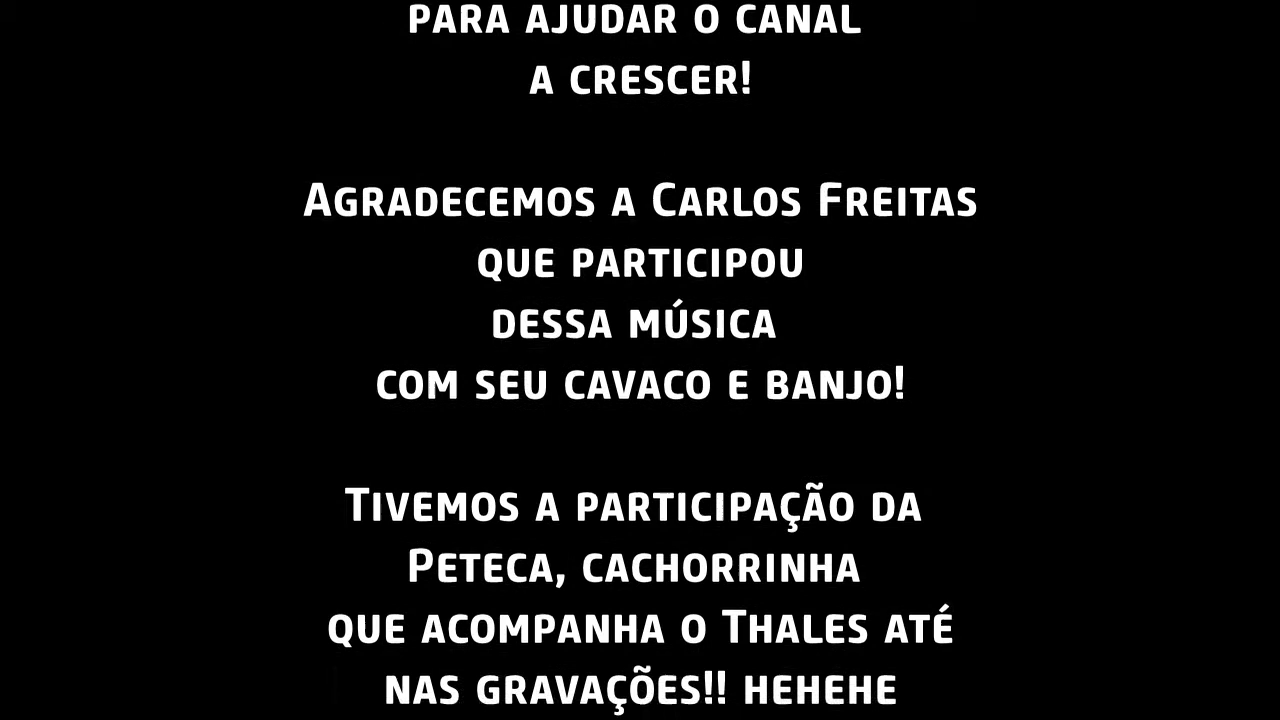 PARA AJUDAR O CANAL
A CRESCER!
AGRADECEMOS A CARLOS FREITAS
QUE PARTICIPOU
DESSA MÚSICA
COM SEU CAVACO E BANJO!
TIVEMOS A PARTICIPAÇÃO DA
PETECA, CACHORRINHA
QUE ACOMPANHA O THALES ATÉ
NAS GRAVAÇÕES!! HEHEHE